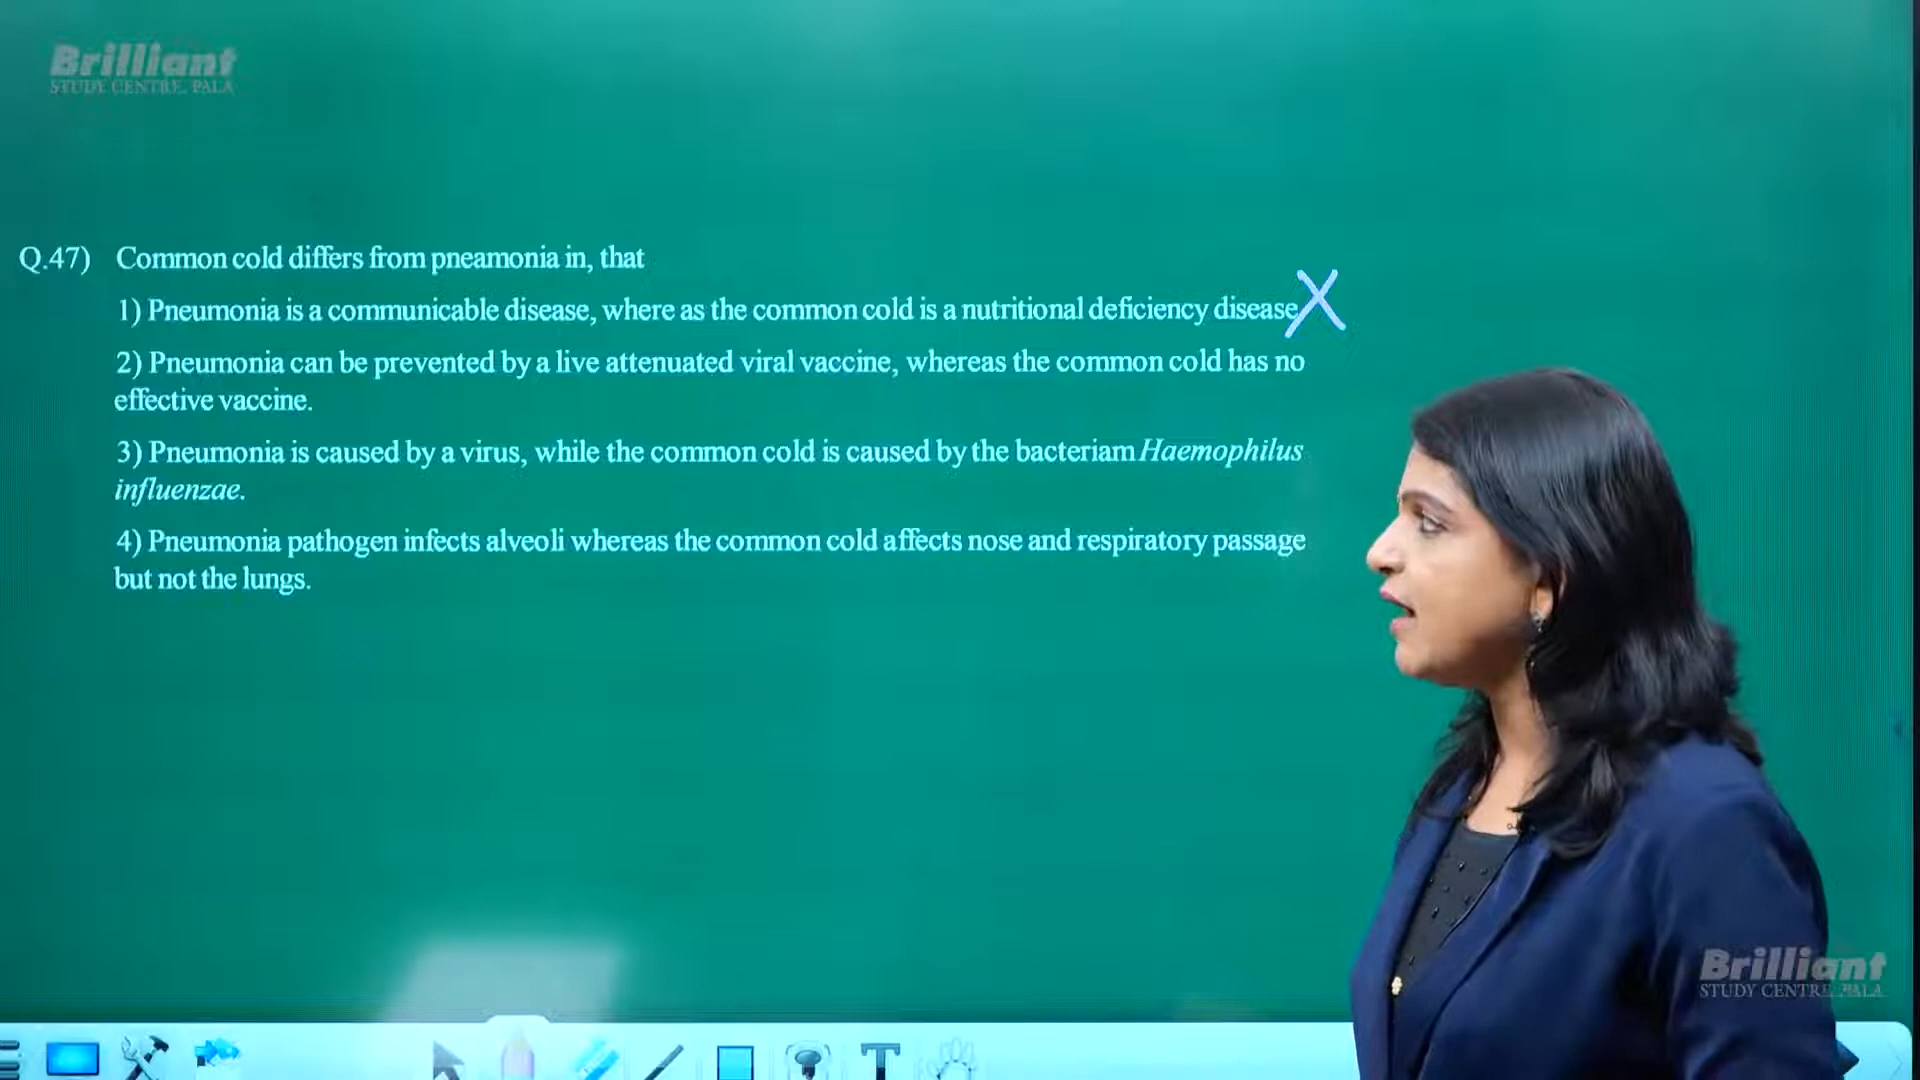 Brilliant
STUDY CENTRE, PALA
Q.47) Common cold differs from pneamonia in, that
1) Pneumonia is a communicable disease, where as the common cold is a nutritional deficiency disease
2) Pneumonia can be prevented by a live attenuated viral vaccine, whereas the common cold has no
effective vaccine.
3) Pneumonia is caused by a virus, while the common cold is caused by the bacteriam Haemophilus
influenzae.
4) Pneumonia pathogen infects alveoli whereas the common cold affects nose and respiratory passage
but not the lungs.
Brilliant
STUDY CENTRE, PALA
T